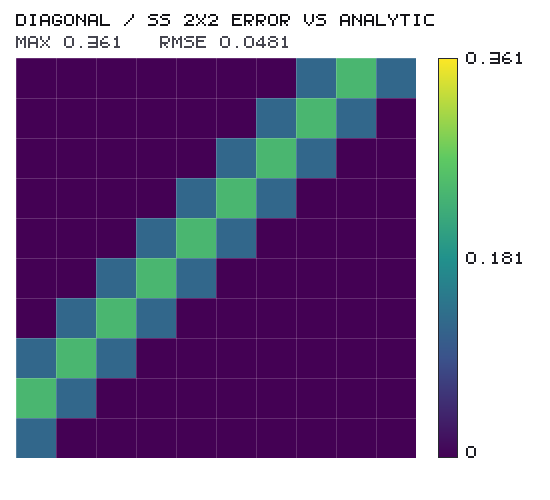 DIAGONAL / SS 2X2 ERROR VS ANALYTIC
MAX 0.361 RMSE 0.0481
0.361
0.181
0